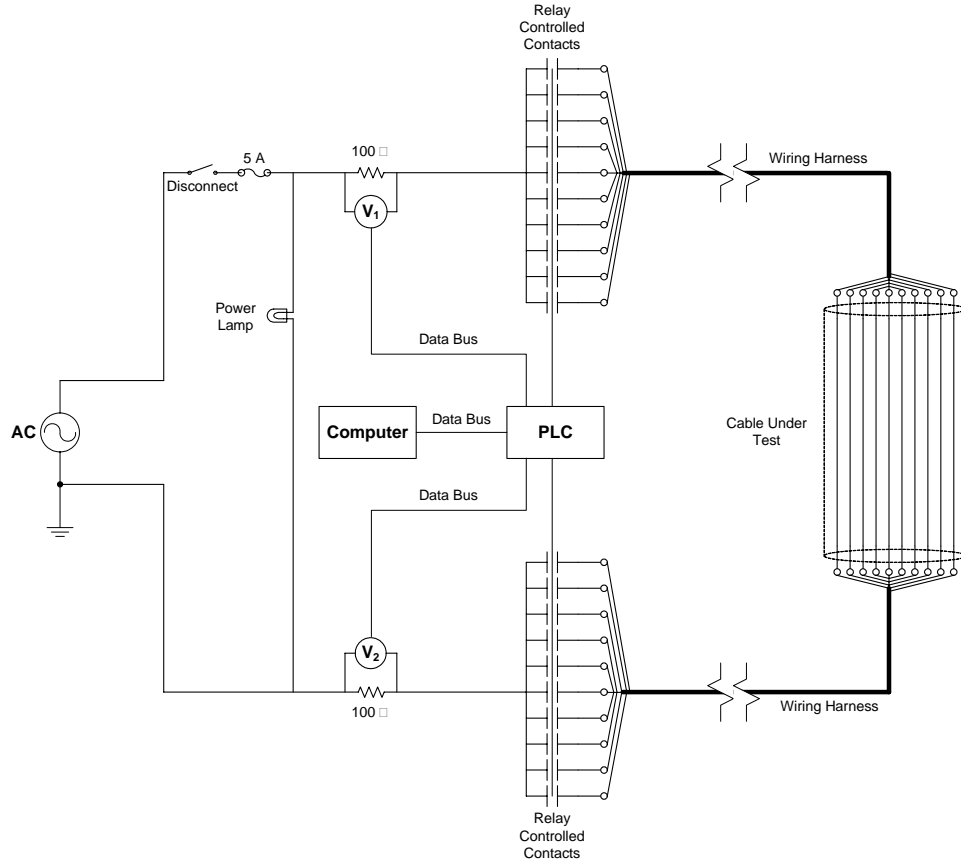 Relay
Controlled
Contacts
5 A
100 □
Wiring Harness
Disconnect
V1
Power
Lamp
Data Bus
AC
Computer
Data Bus
PLC
Cable Under
Test
Data Bus
V2
100 □
Wiring Harness
Relay
Controlled
Contacts